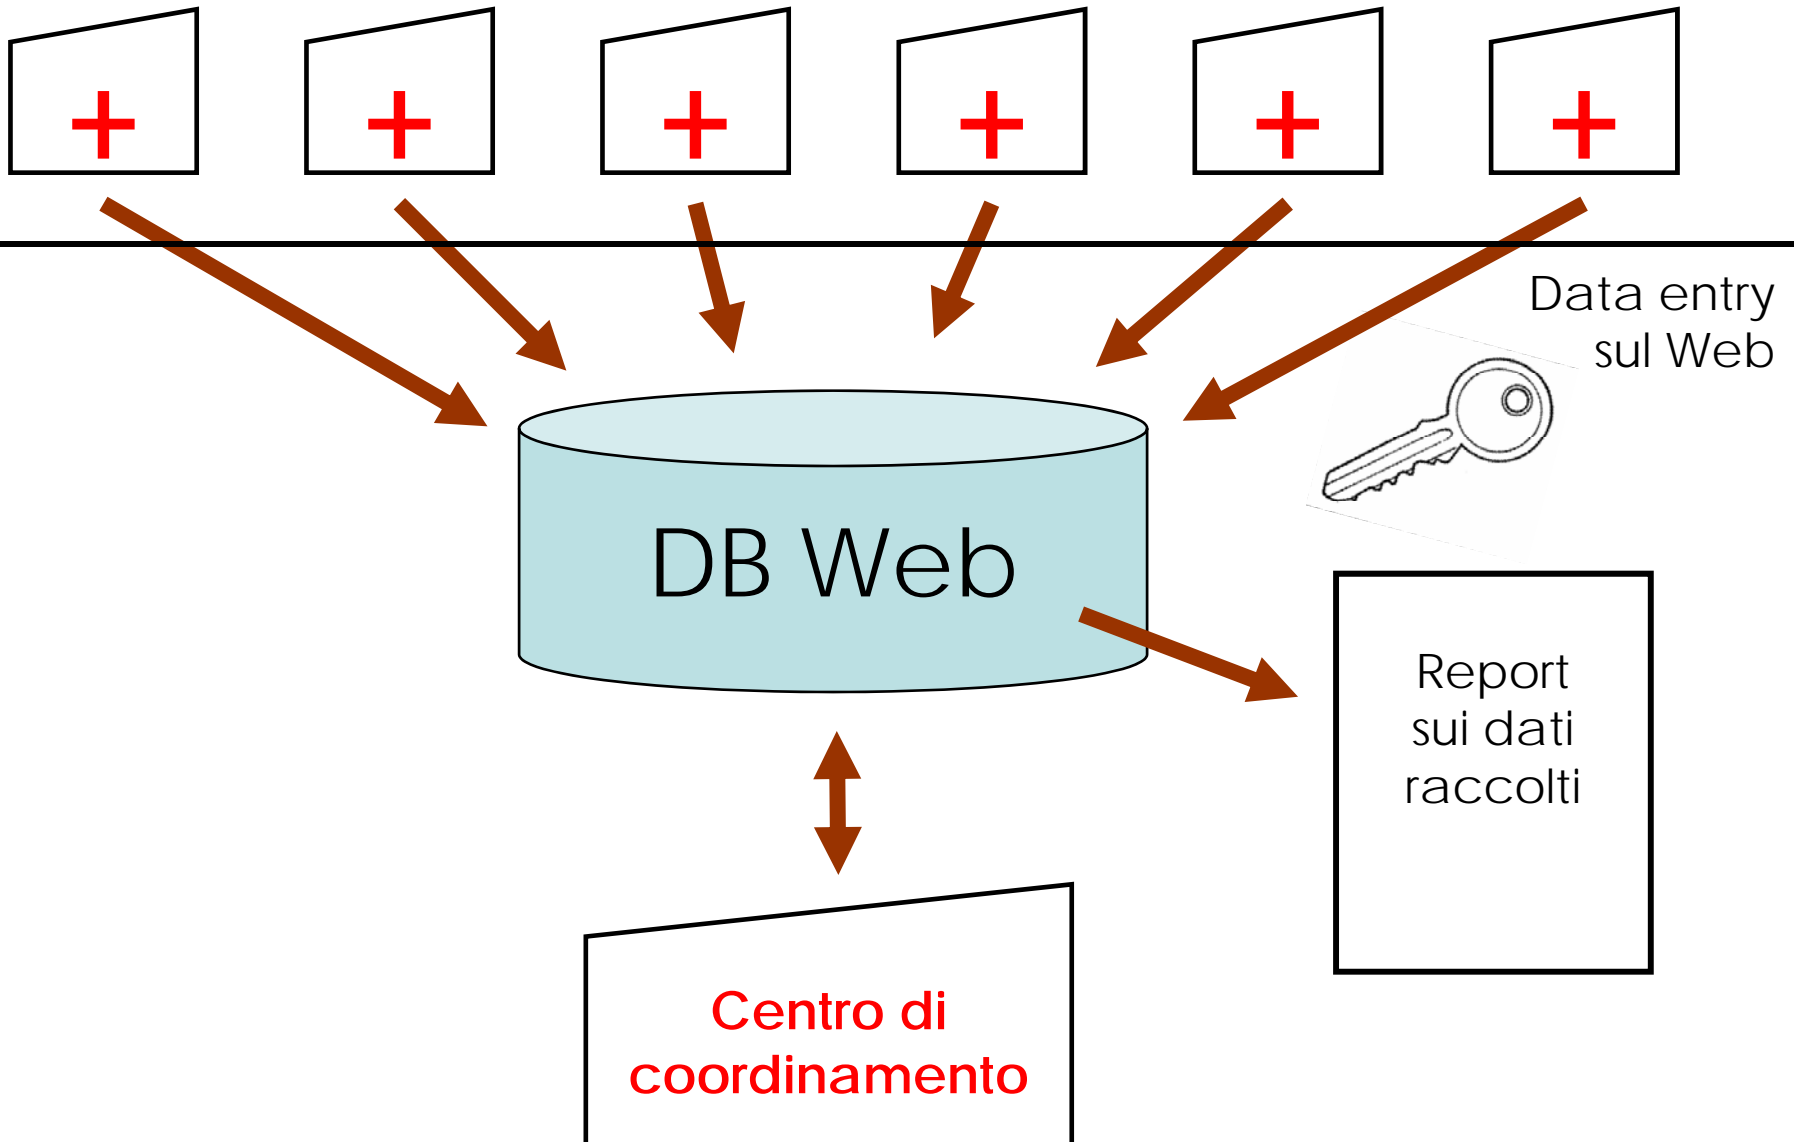 + + + + + +
Data entry
sul Web
DB Web
Report
sui dati
raccolti
Centro di
coordinamento